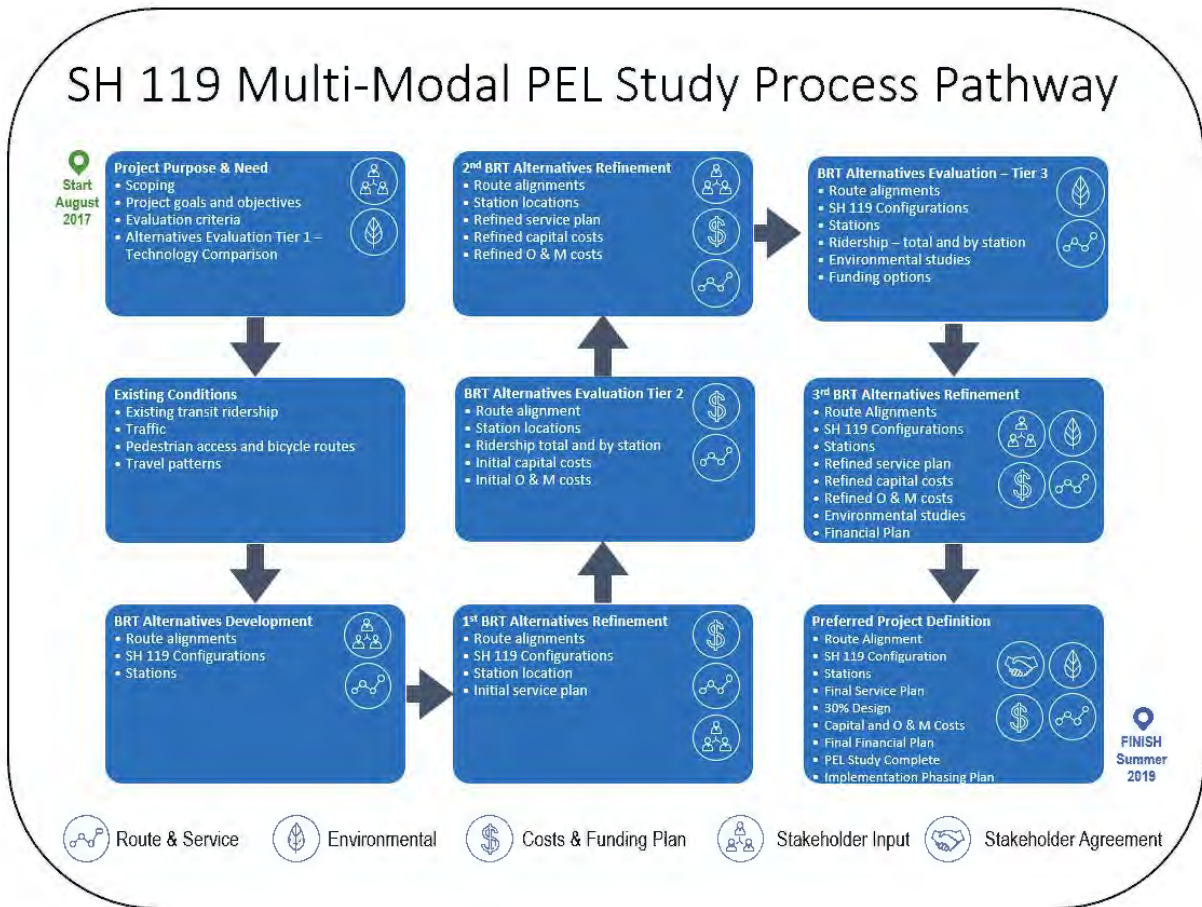 SH 119 Multi-Modal PEL Study Process Pathway
Start
August
2017
Project Purpose & Need
• Scoping
• Project goals and objectives
• Evaluation criteria
• Alternatives Evaluation Tier 1 –
Technology Comparison
Existing Conditions
• Existing transit ridership
• Traffic
• Pedestrian access and bicycle routes
• Travel patterns
BRT Alternatives Development
• Route alignments
• SH 119 Configurations
• Stations
1st BRT Alternatives Refinement
• Route alignments
• SH 119 Configurations
• Station location
• Initial service plan
BRT Alternatives Evaluation Tier 2
• Route alignment
• Station locations
• Ridership total and by station
• Initial capital costs
• Initial O & M costs
2nd BRT Alternatives Refinement
• Route alignments
• Station locations
• Refined service plan
• Refined capital costs
• Refined O & M costs
BRT Alternatives Evaluation – Tier 3
• Route alignments
• SH 119 Configurations
• Stations
• Ridership – total and by station
• Environmental studies
• Funding options
3rd BRT Alternatives Refinement
• Route Alignments
• SH 119 Configurations
• Stations
• Refined service plan
• Refined capital costs
• Refined O & M costs
• Environmental studies
• Financial Plan
Preferred Project Definition
• Route Alignment
• SH 119 Configuration
• Stations
• Final Service Plan
• 30% Design
• Capital and O & M Costs
• Final Financial Plan
• PEL Study Complete
• Implementation Phasing Plan
FINISH
Summer
2019
Route & Service
Environmental
Costs & Funding Plan
Stakeholder Input
Stakeholder Agreement